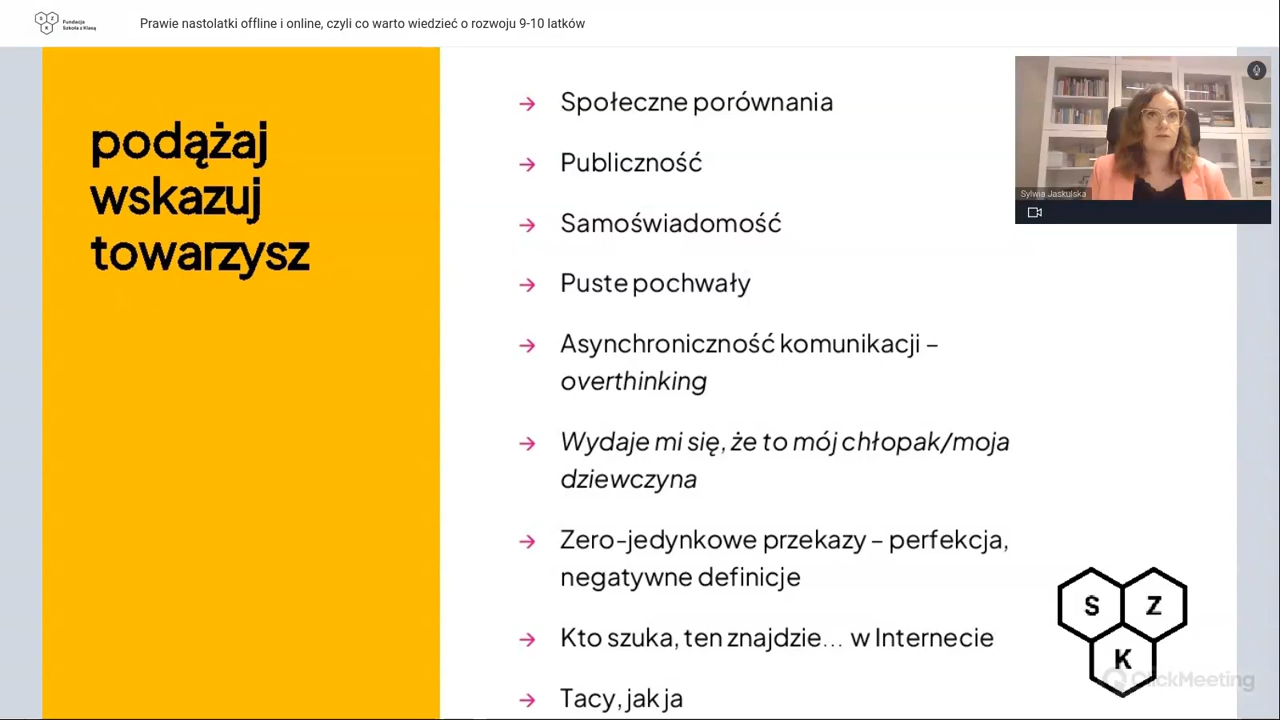 S Z K
Fundacja
Szkoła z Klasą
Prawie nastolatki offline i online, czyli co warto wiedzieć o rozwoju 9-10 latków
podążaj
wskazuj
towarzysz
→ Społeczne porównania
→ Publiczność
→ Samoświadomość
→ Puste pochwały
→ Asynchroniczność komunikacji –
overthinking
→ Wydaje mi się, że to mój chłopak/moja
dziewczyna
→ Zero-jedynkowe przekazy – perfekcja,
negatywne definicje
→ Kto szuka, ten znajdzie... w Internecie
→ Tacy, jak ja
Sylwia Jaskulska
S Z
K
ClickMeeting